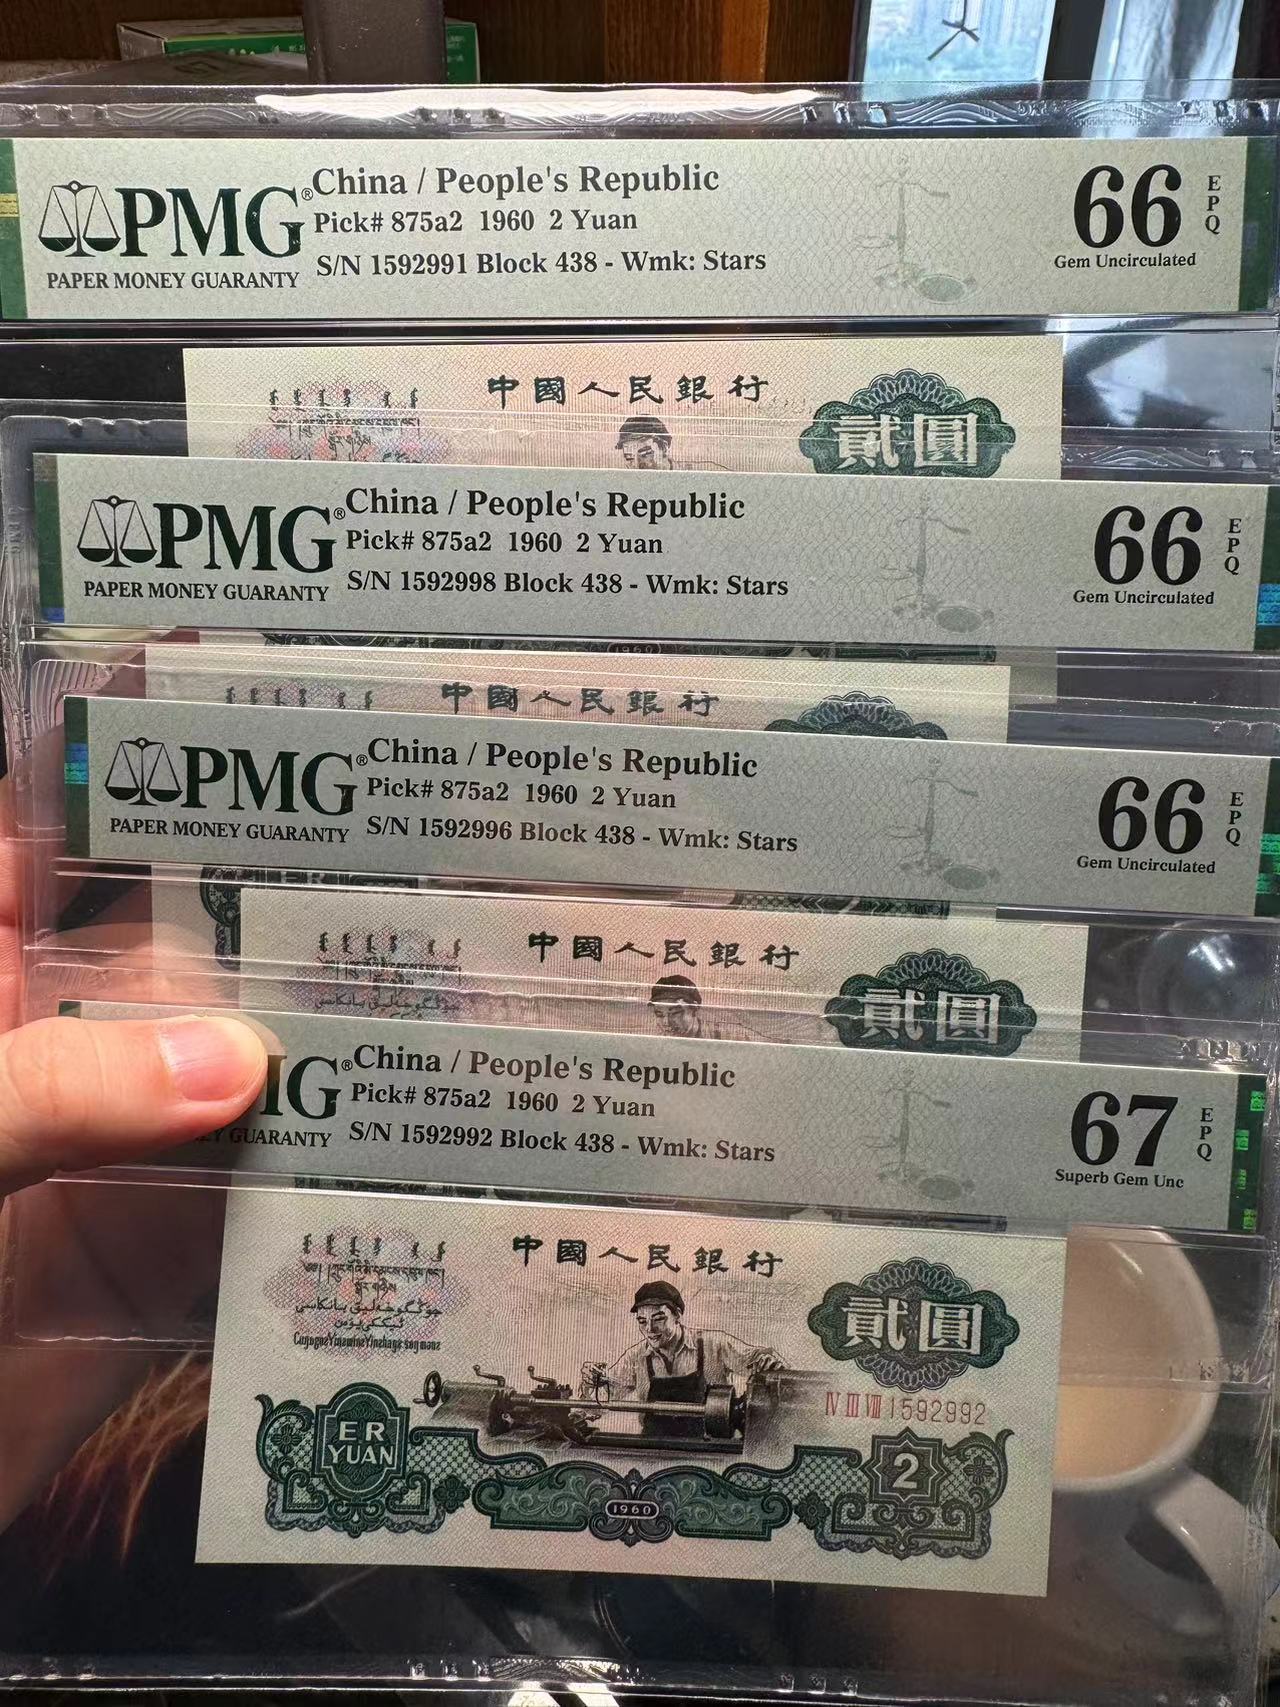 PMG®
PAPER MONEY GUARANTY
China / People's Republic
Pick# 875a2 1960 2 Yuan
S/N 1592991 Block 438 - Wmk: Stars
66 EPQ
Gem Uncirculated
中國人民銀行
貳圓
PMG®
PAPER MONEY GUARANTY
China / People's Republic
Pick# 875a2 1960 2 Yuan
S/N 1592998 Block 438 - Wmk: Stars
66 EPQ
Gem Uncirculated
1960
中國人民銀行
PMG®
PAPER MONEY GUARANTY
China / People's Republic
Pick# 875a2 1960 2 Yuan
S/N 1592996 Block 438 - Wmk: Stars
66 EPQ
Gem Uncirculated
中國人民銀行
貳圓
MG®
GUARANTY
China / People's Republic
Pick# 875a2 1960 2 Yuan
S/N 1592992 Block 438 - Wmk: Stars
67 EPQ
Superb Gem Unc
中國人民銀行
貳圓
ⅣⅢⅧ1592992
ER
YUAN
2
1960